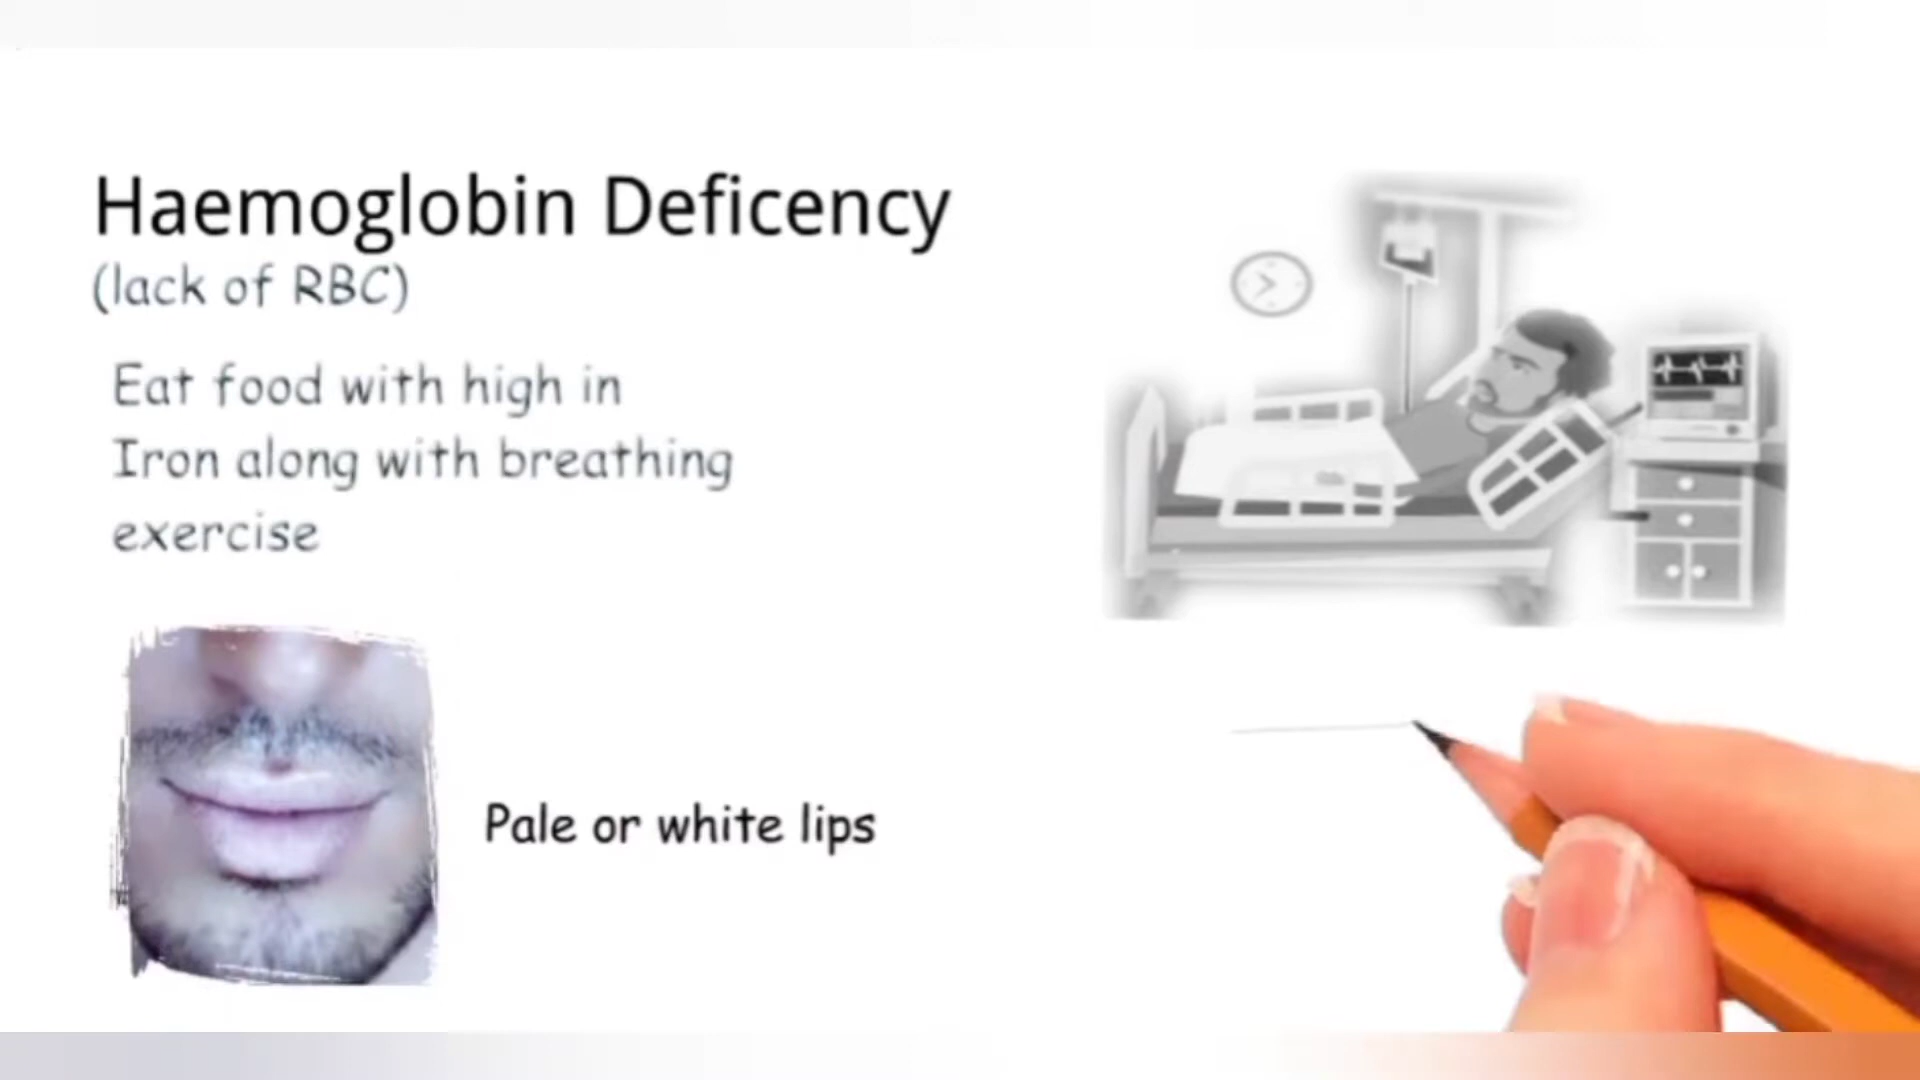 Haemoglobin Deficency
(lack of RBC)
Eat food with high in
Iron along with breathing
exercise
Pale or white lips